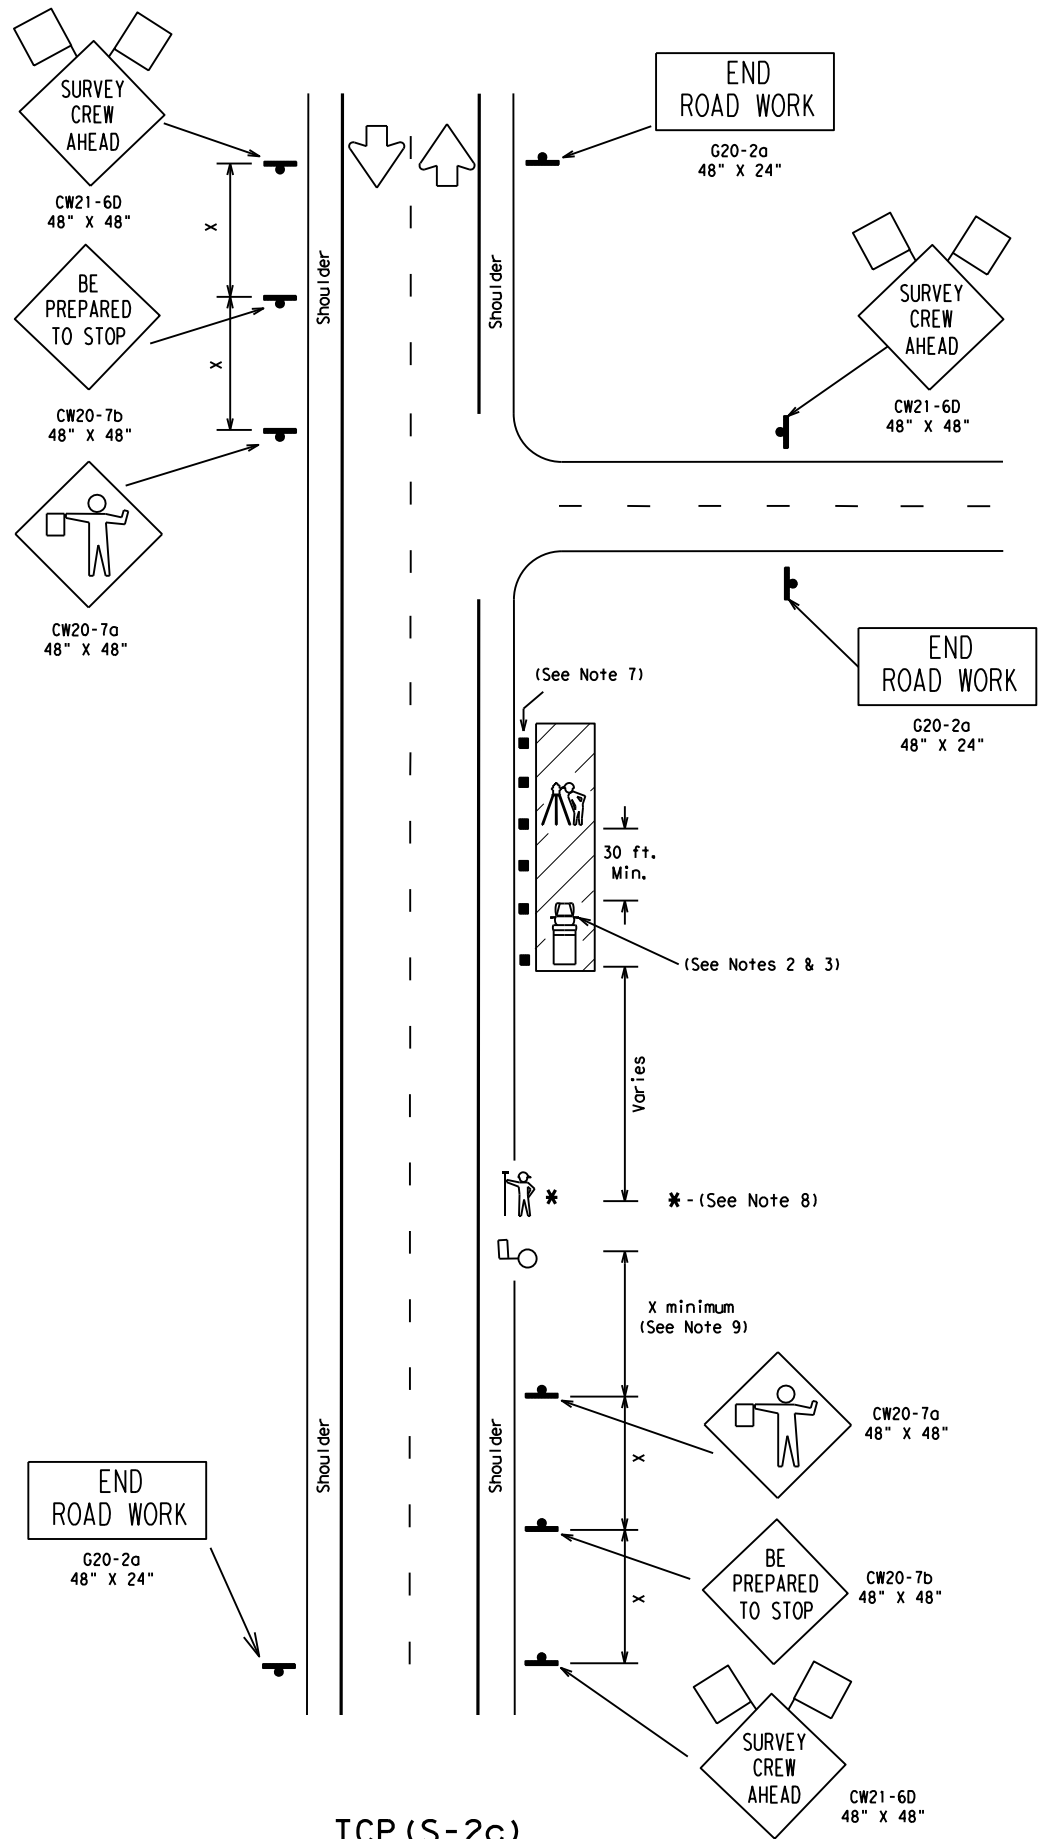 SURVEY
CREW
AHEAD
CW21-6D
48" X 48"
END
ROAD WORK
G20-2a
48" X 24"
X
BE
PREPARED
TO STOP
CW20-7b
48" X 48"
X
Shoulder
Shoulder
SURVEY
CREW
AHEAD
CW21-6D
48" X 48"
CW20-7a
48" X 48"
END
ROAD WORK
G20-2a
48" X 24"
(See Note 7)
30 ft.
Min.
(See Notes 2 & 3)
Varies
* - (See Note 8)
*
X minimum
(See Note 9)
CW20-7a
48" X 48"
X
Shoulder
Shoulder
END
ROAD WORK
G20-2a
48" X 24"
BE
PREPARED
TO STOP
CW20-7b
48" X 48"
X
SURVEY
CREW
AHEAD
CW21-6D
48" X 48"
TCP (S-2c)